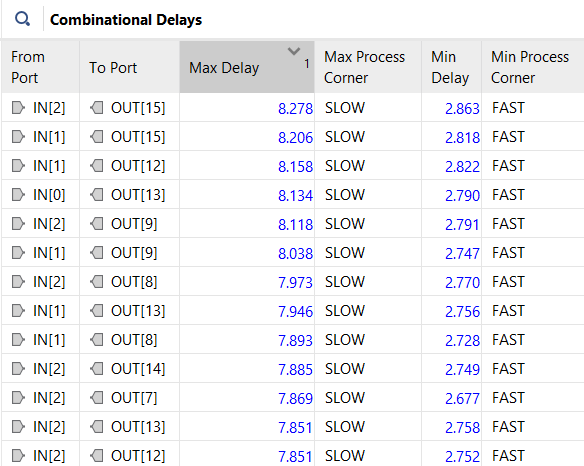 Combinational Delays
From Port To Port Max Delay 1 Max Process Corner Min Delay Min Process Corner
IN[2] OUT[15] 8.278 SLOW 2.863 FAST
IN[1] OUT[15] 8.206 SLOW 2.818 FAST
IN[1] OUT[12] 8.158 SLOW 2.822 FAST
IN[0] OUT[13] 8.134 SLOW 2.790 FAST
IN[2] OUT[9] 8.118 SLOW 2.791 FAST
IN[1] OUT[9] 8.038 SLOW 2.747 FAST
IN[2] OUT[8] 7.973 SLOW 2.770 FAST
IN[1] OUT[13] 7.946 SLOW 2.756 FAST
IN[1] OUT[8] 7.893 SLOW 2.728 FAST
IN[2] OUT[14] 7.885 SLOW 2.749 FAST
IN[2] OUT[7] 7.869 SLOW 2.677 FAST
IN[2] OUT[13] 7.851 SLOW 2.758 FAST
IN[2] OUT[12] 7.851 SLOW 2.752 FAST